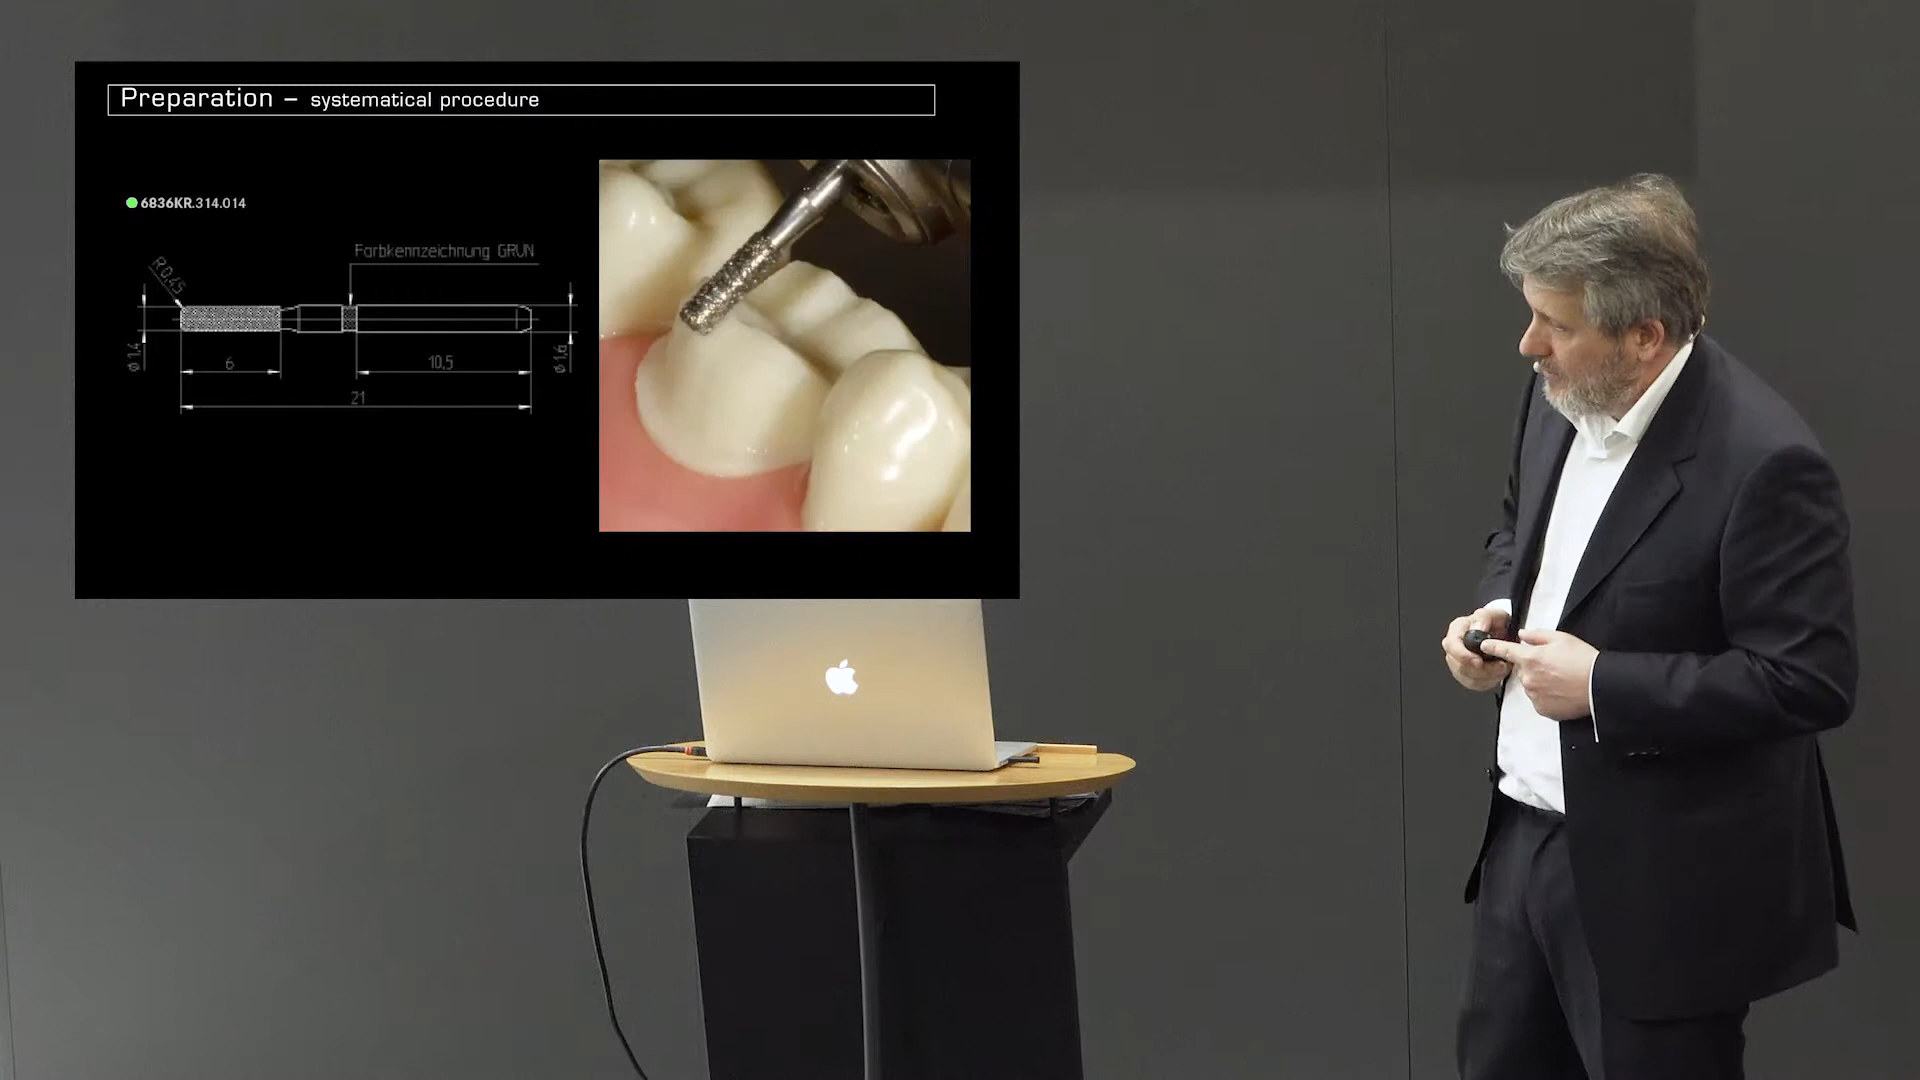 Preparation – systematical procedure
6836KR.314.014
Farbkennzeichnung GRÜN
R0,45
ø 1,4
6
10,5
ø 1,6
21